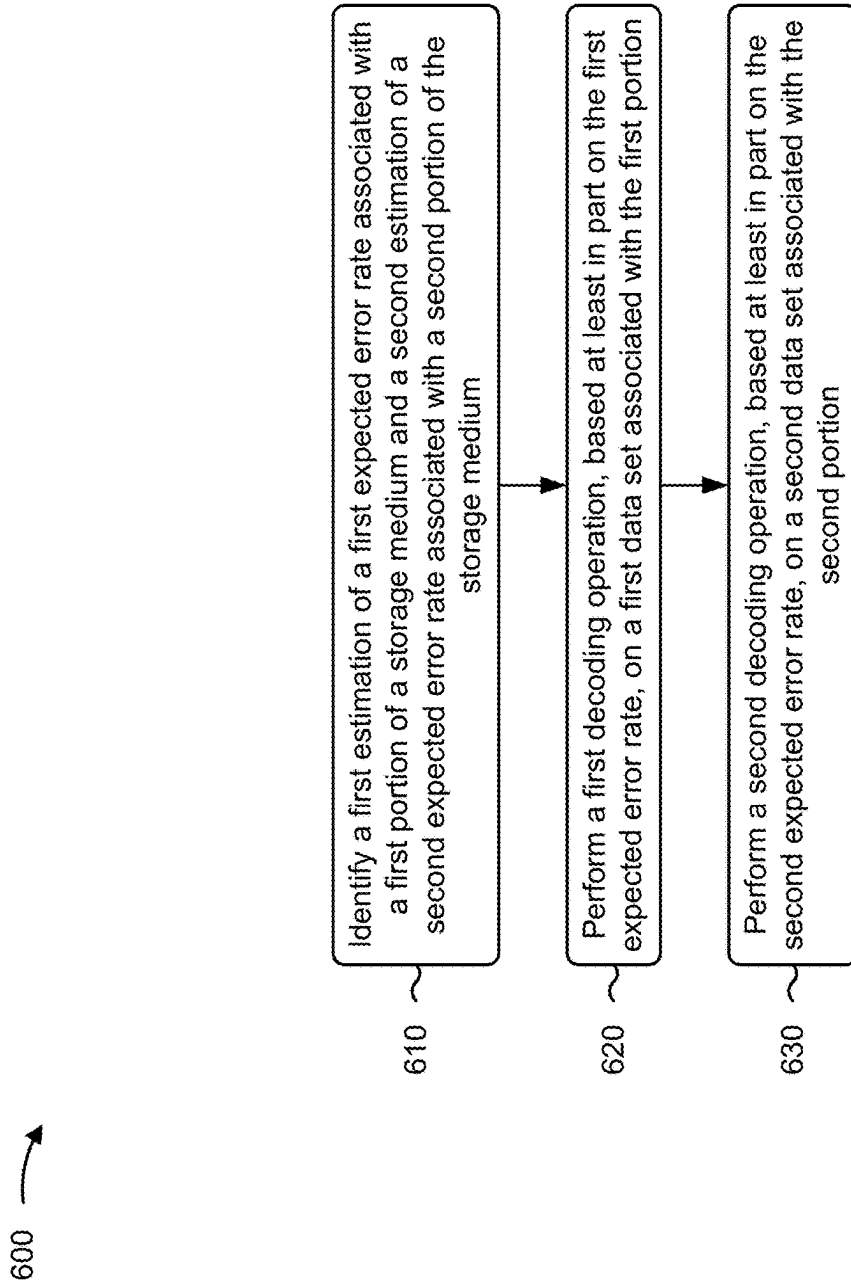 600
610
Identify a first estimation of a first expected error rate associated with
a first portion of a storage medium and a second estimation of a
second expected error rate associated with a second portion of the
storage medium
620
Perform a first decoding operation, based at least in part on the first
expected error rate, on a first data set associated with the first portion
630
Perform a second decoding operation, based at least in part on the
second expected error rate, on a second data set associated with the
second portion